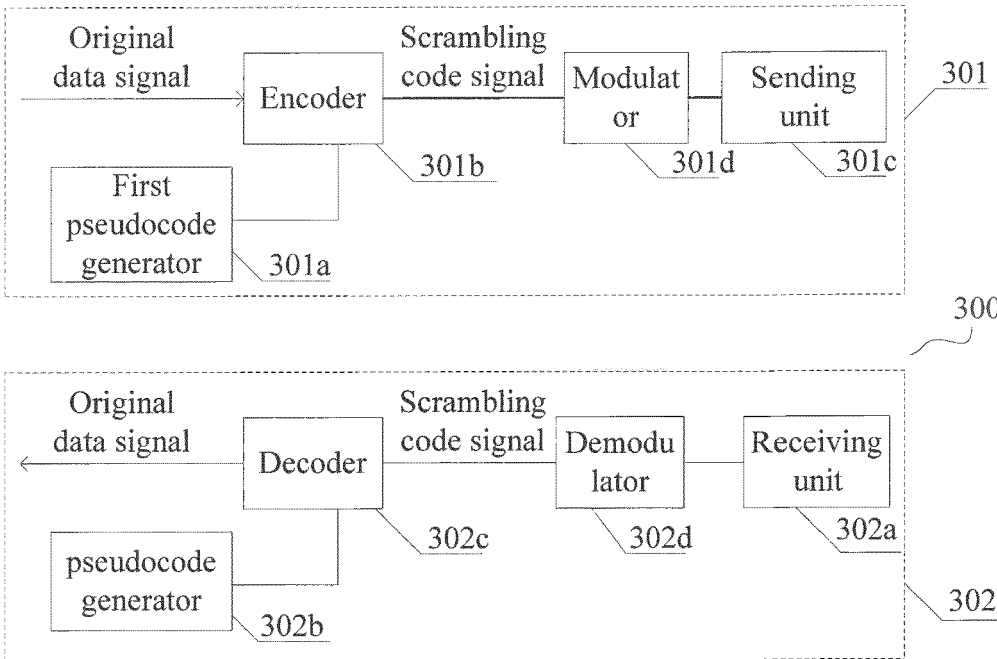 Original
data signal
Encoder
301b
Scrambling
code signal
Modulat
or
301d
Sending
unit
301c
301
First
pseudocode
generator
301a
300
Original
data signal
Decoder
302c
Scrambling
code signal
Demodu
lator
302d
Receiving
unit
302a
pseudocode
generator
302b
302